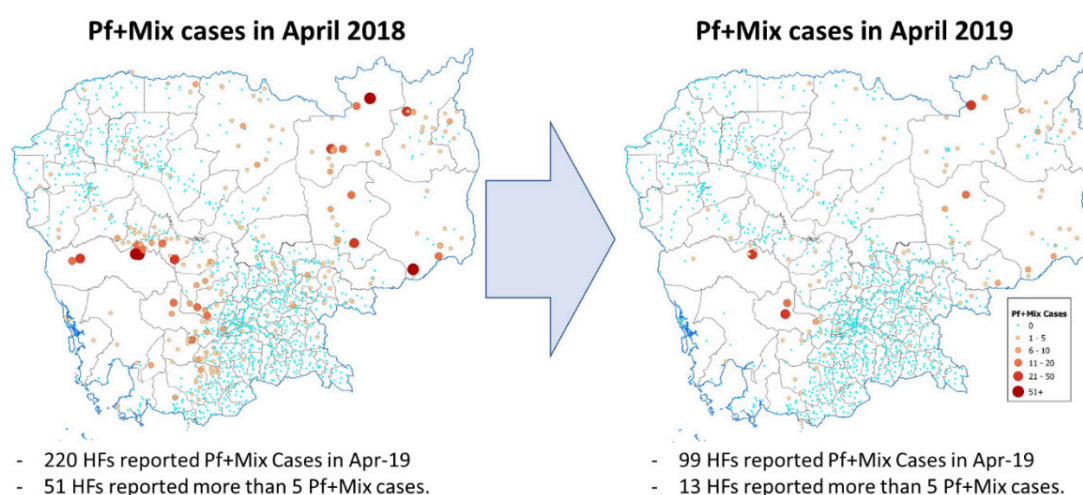 Pf+Mix cases in April 2018
Pf+Mix cases in April 2019
Pf+Mix Cases
0
1 - 5
6 - 10
11 - 20
21 - 50
51+
- 220 HFs reported Pf+Mix Cases in Apr-19
- 51 HFs reported more than 5 Pf+Mix cases.
- 99 HFs reported Pf+Mix Cases in Apr-19
- 13 HFs reported more than 5 Pf+Mix cases.